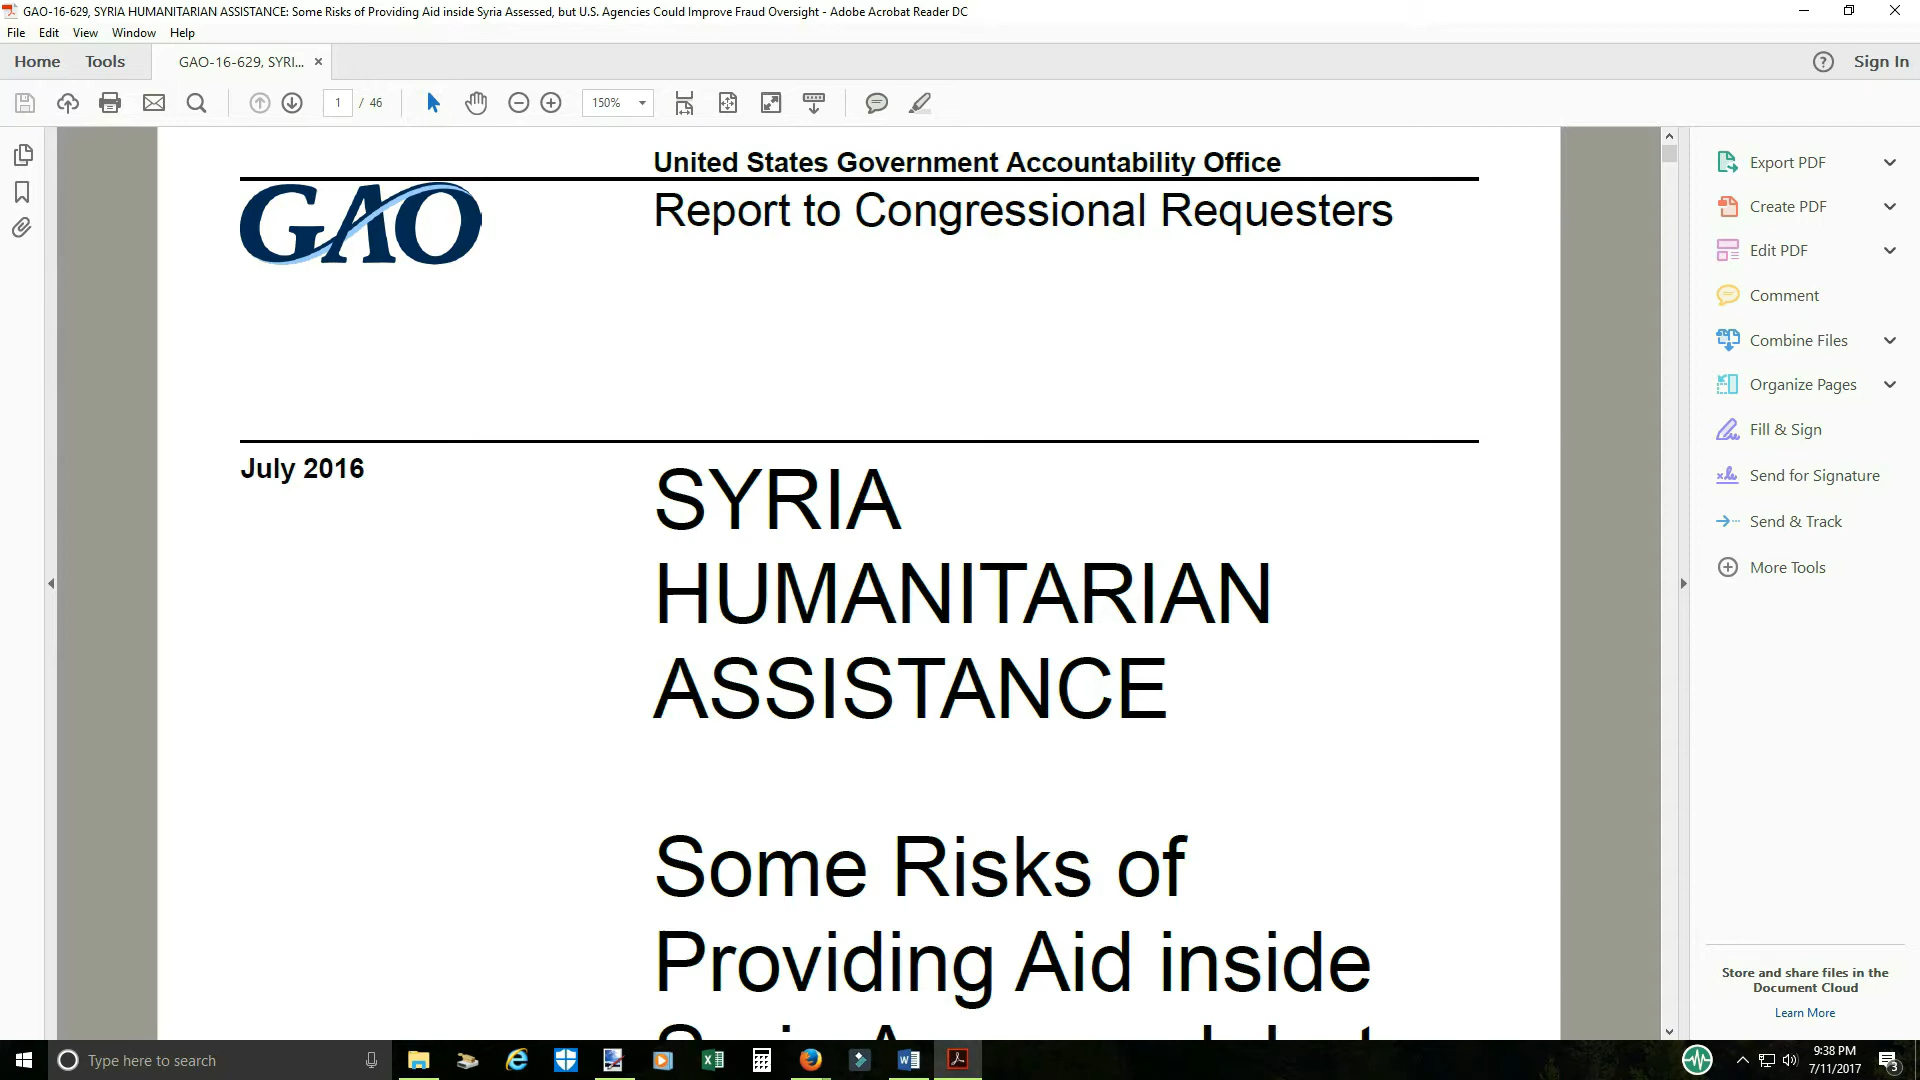 GAO-16-629, SYRIA HUMANITARIAN ASSISTANCE: Some Risks of Providing Aid inside Syria Assessed, but U.S. Agencies Could Improve Fraud Oversight - Adobe Acrobat Reader DC
File Edit View Window Help
Home Tools GAO-16-629, SYRI... × Sign In
1 / 46 150%
United States Government Accountability Office
GAO Report to Congressional Requesters
July 2016
SYRIA
HUMANITARIAN
ASSISTANCE
Some Risks of
Providing Aid inside
Export PDF
Create PDF
Edit PDF
Comment
Combine Files
Organize Pages
Fill & Sign
Send for Signature
Send & Track
More Tools
Store and share files in the
Document Cloud
Learn More
Type here to search
9:38 PM
7/11/2017
3